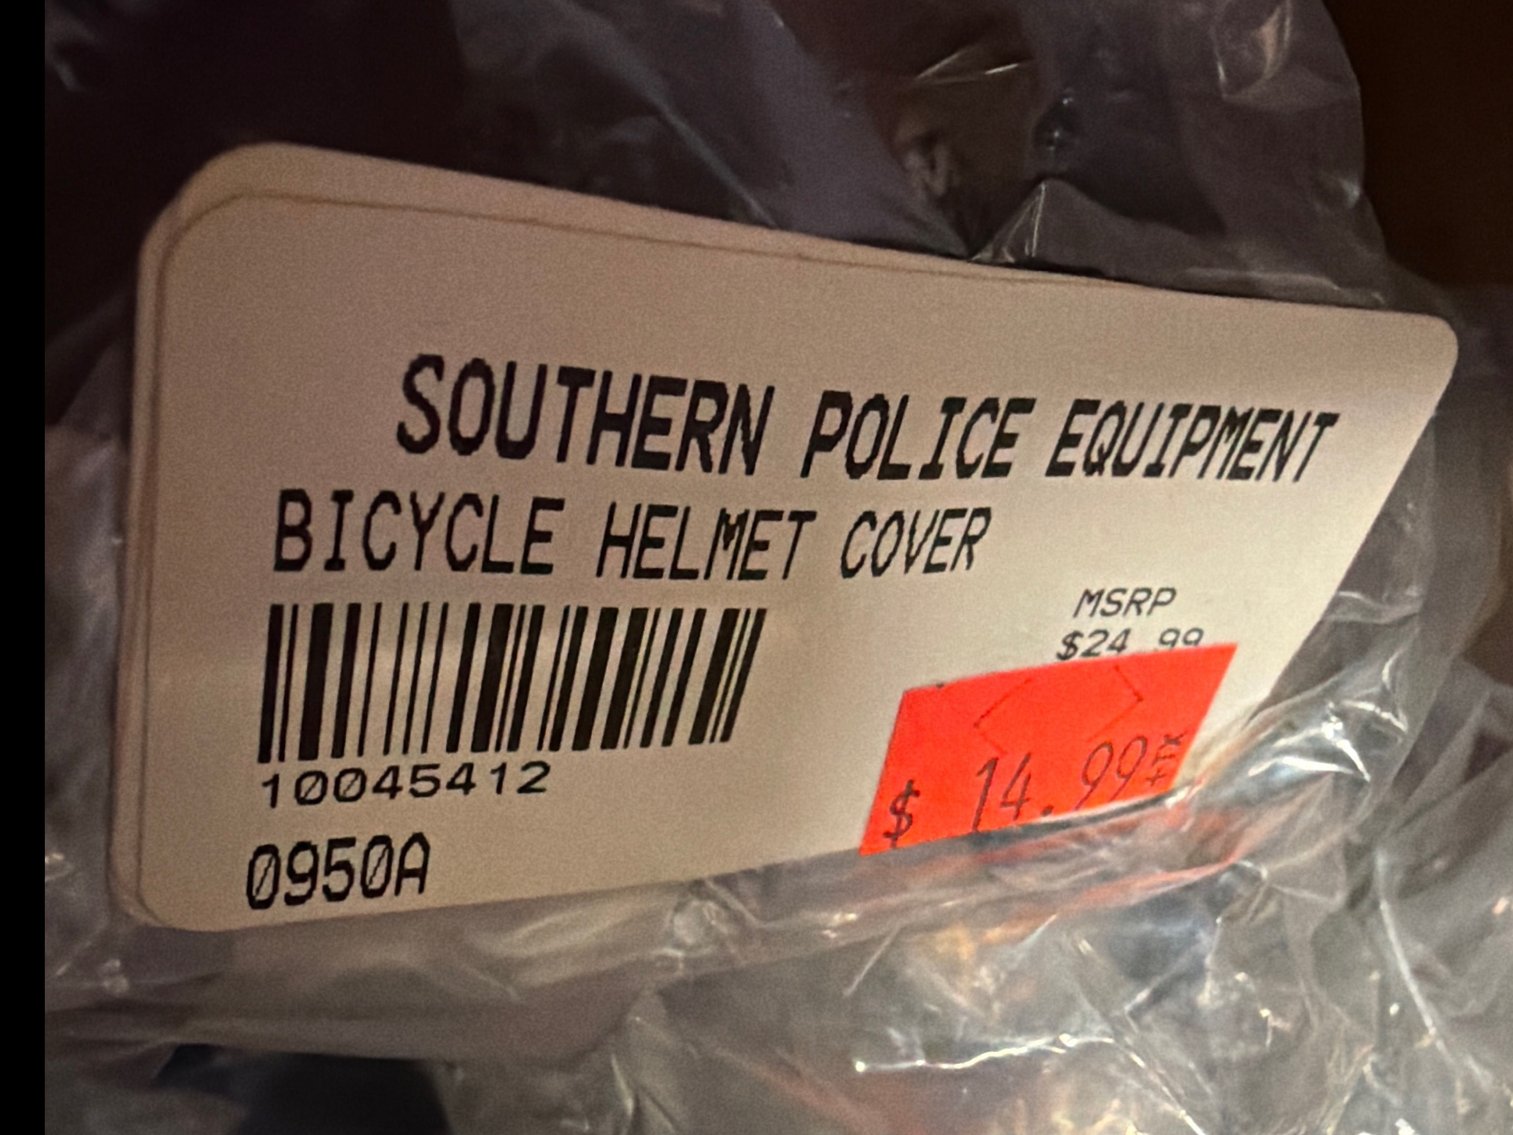 SOUTHERN POLICE EQUIPMENT
BICYCLE HELMET COVER
MSRP
$24.99
$ 14.99
10045412
0950A